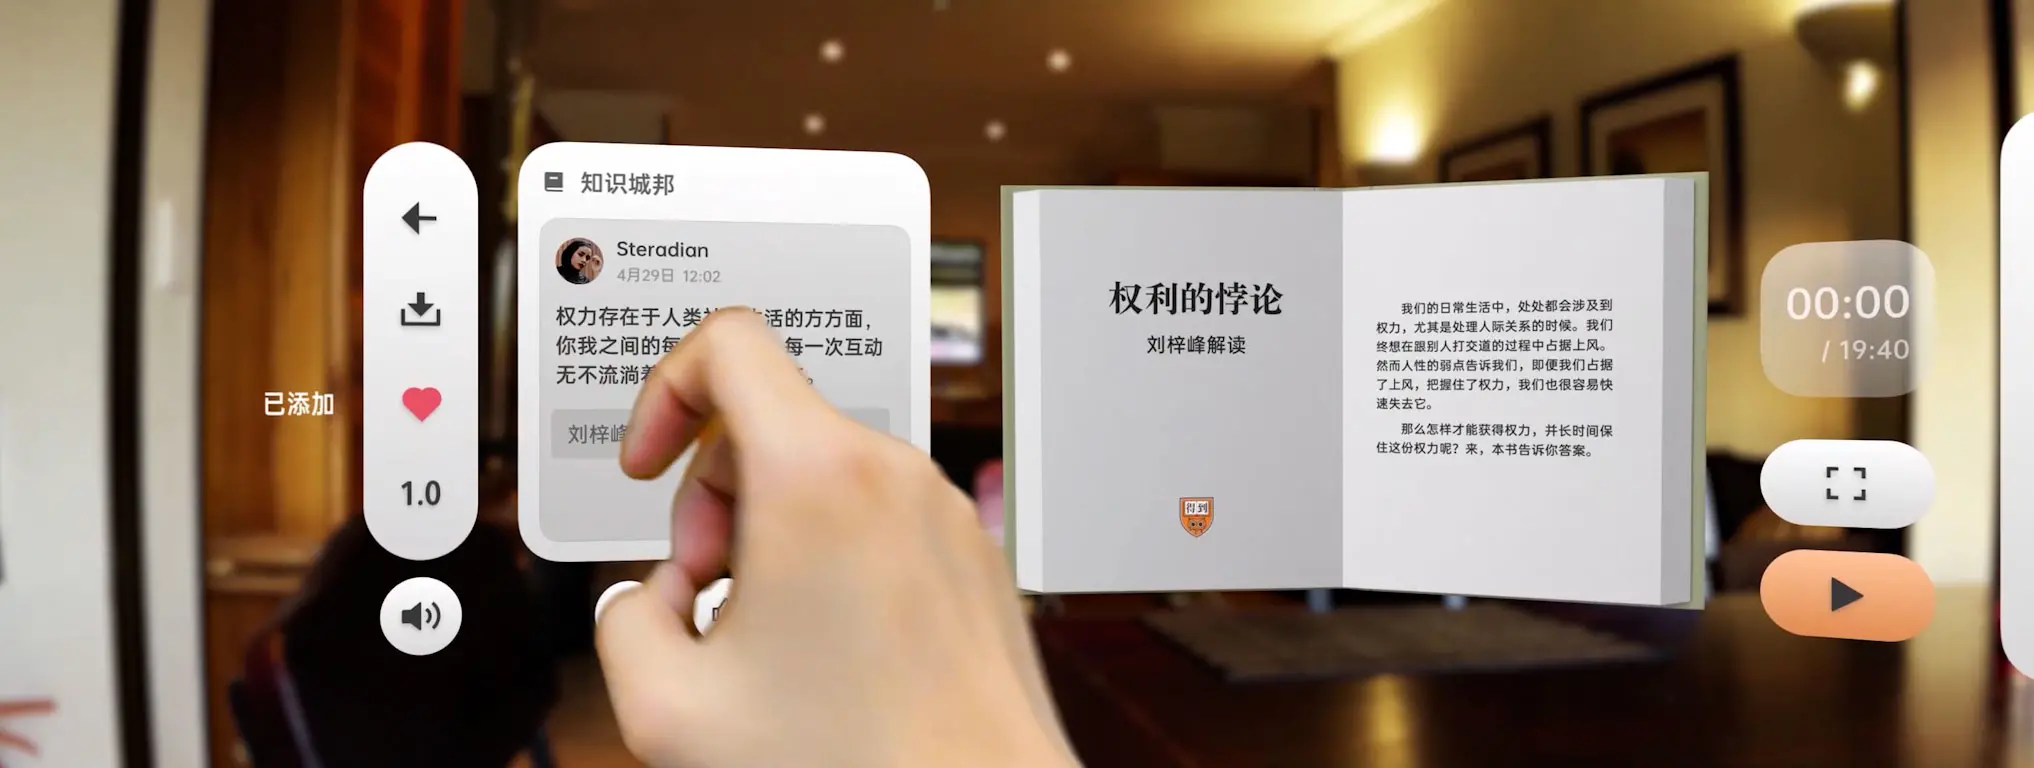 已添加
1.0
知识城邦
Steradian
4月29日 12:02
权力存在于人类 活的方方面，
你我之间的每 每一次互动
无不流淌着 。
刘梓峰
权利的悖论
刘梓峰解读
得到
我们的日常生活中，处处都会涉及到
权力，尤其是处理人际关系的时候。我们
终想在跟别人打交道的过程中占据上风。
然而人性的弱点告诉我们，即便我们占据
了上风，把握住了权力，我们也很容易快
速失去它。
那么怎样才能获得权力，并长时间保
住这份权力呢？来，本书告诉你答案。
00:00
/ 19:40